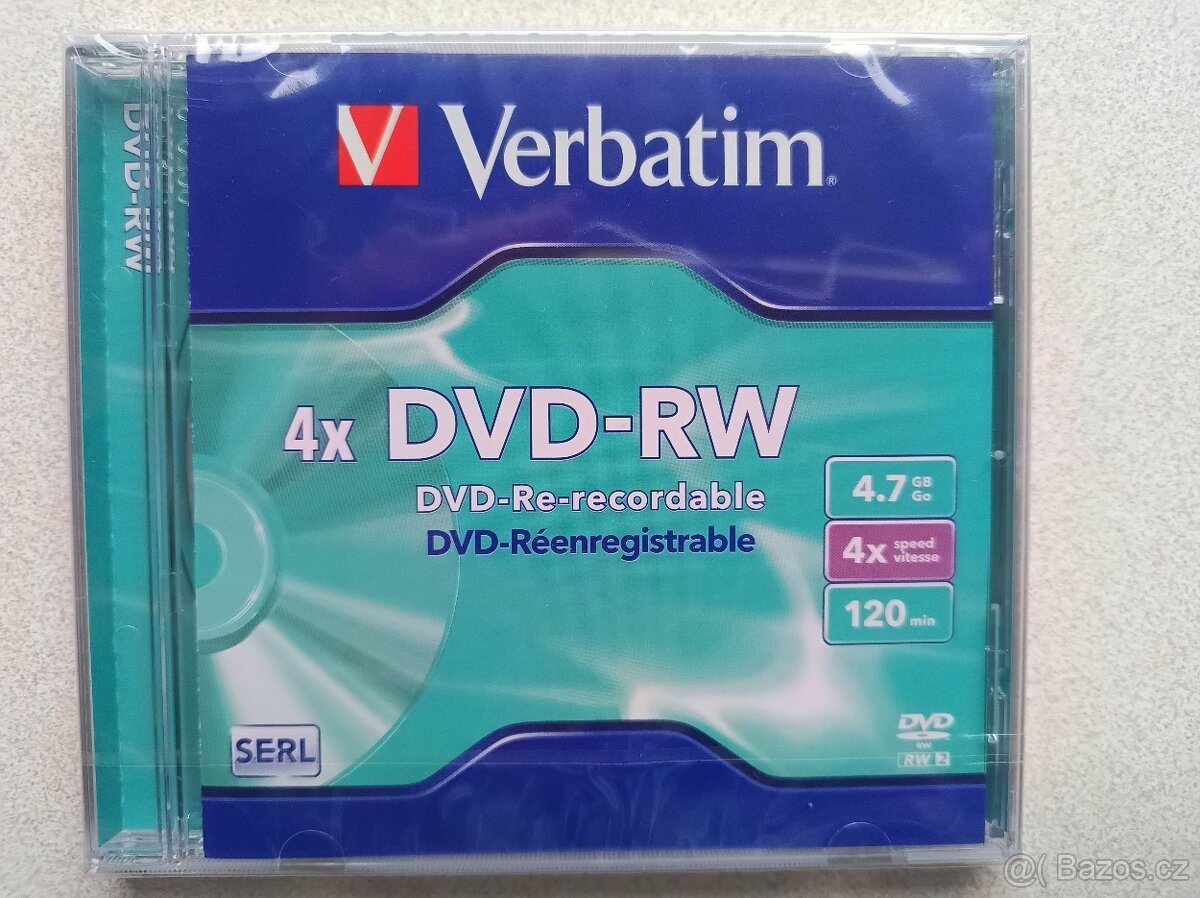 V Verbatim®
DVD-RW
4x DVD-RW
DVD-Re-recordable
DVD-Réenregistrable
4.7 GB Go
4x speed vitesse
120 min
SERL
DVD
RW
RW 2
@( Bazos.cz